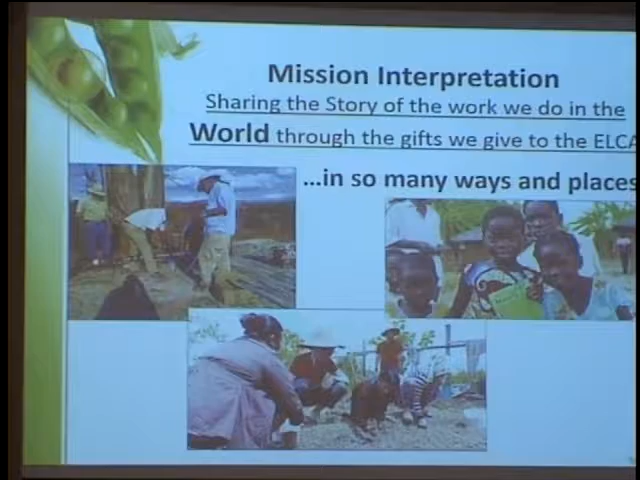 Mission Interpretation
Sharing the Story of the work we do in the
World through the gifts we give to the ELCA
...in so many ways and places